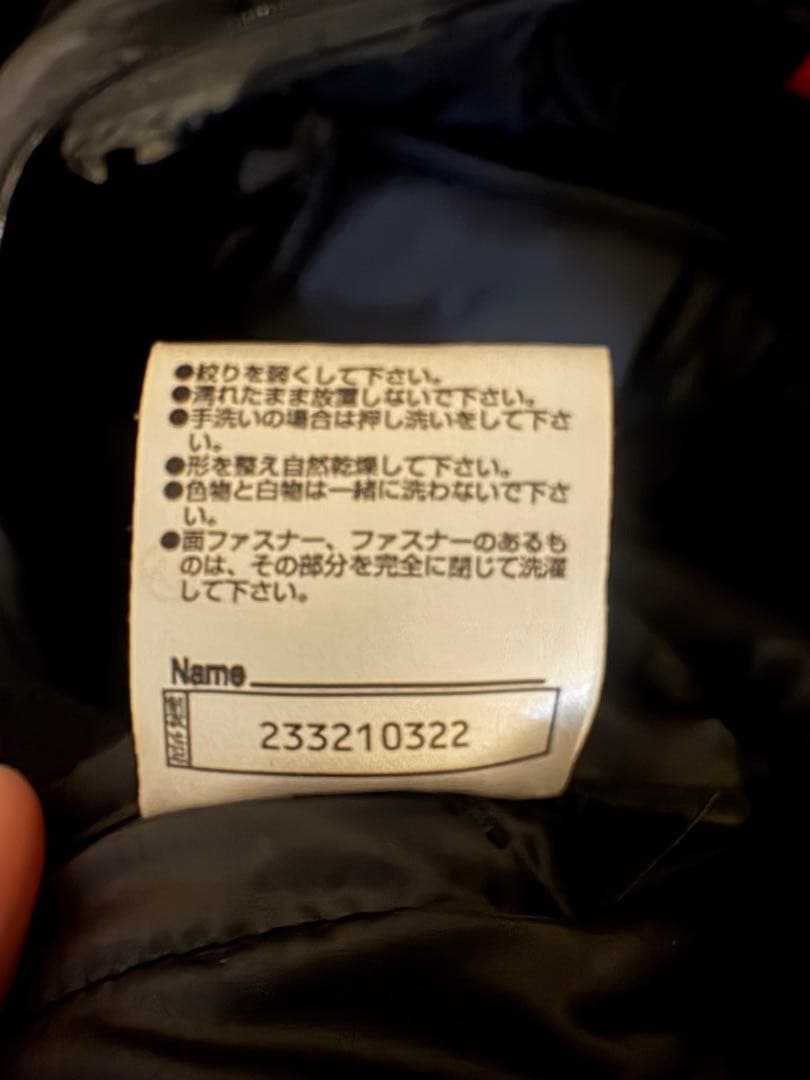 ●絞りを弱くして下さい。
●濡れたまま放置しないで下さい。
●手洗いの場合は押し洗いをして下さ
い。
●形を整え自然乾燥して下さい。
●色物と白物は一緒に洗わないで下さ
い。
●面ファスナー、ファスナーのあるも
のは、その部分を完全に閉じて洗濯
して下さい。
Name
233210322